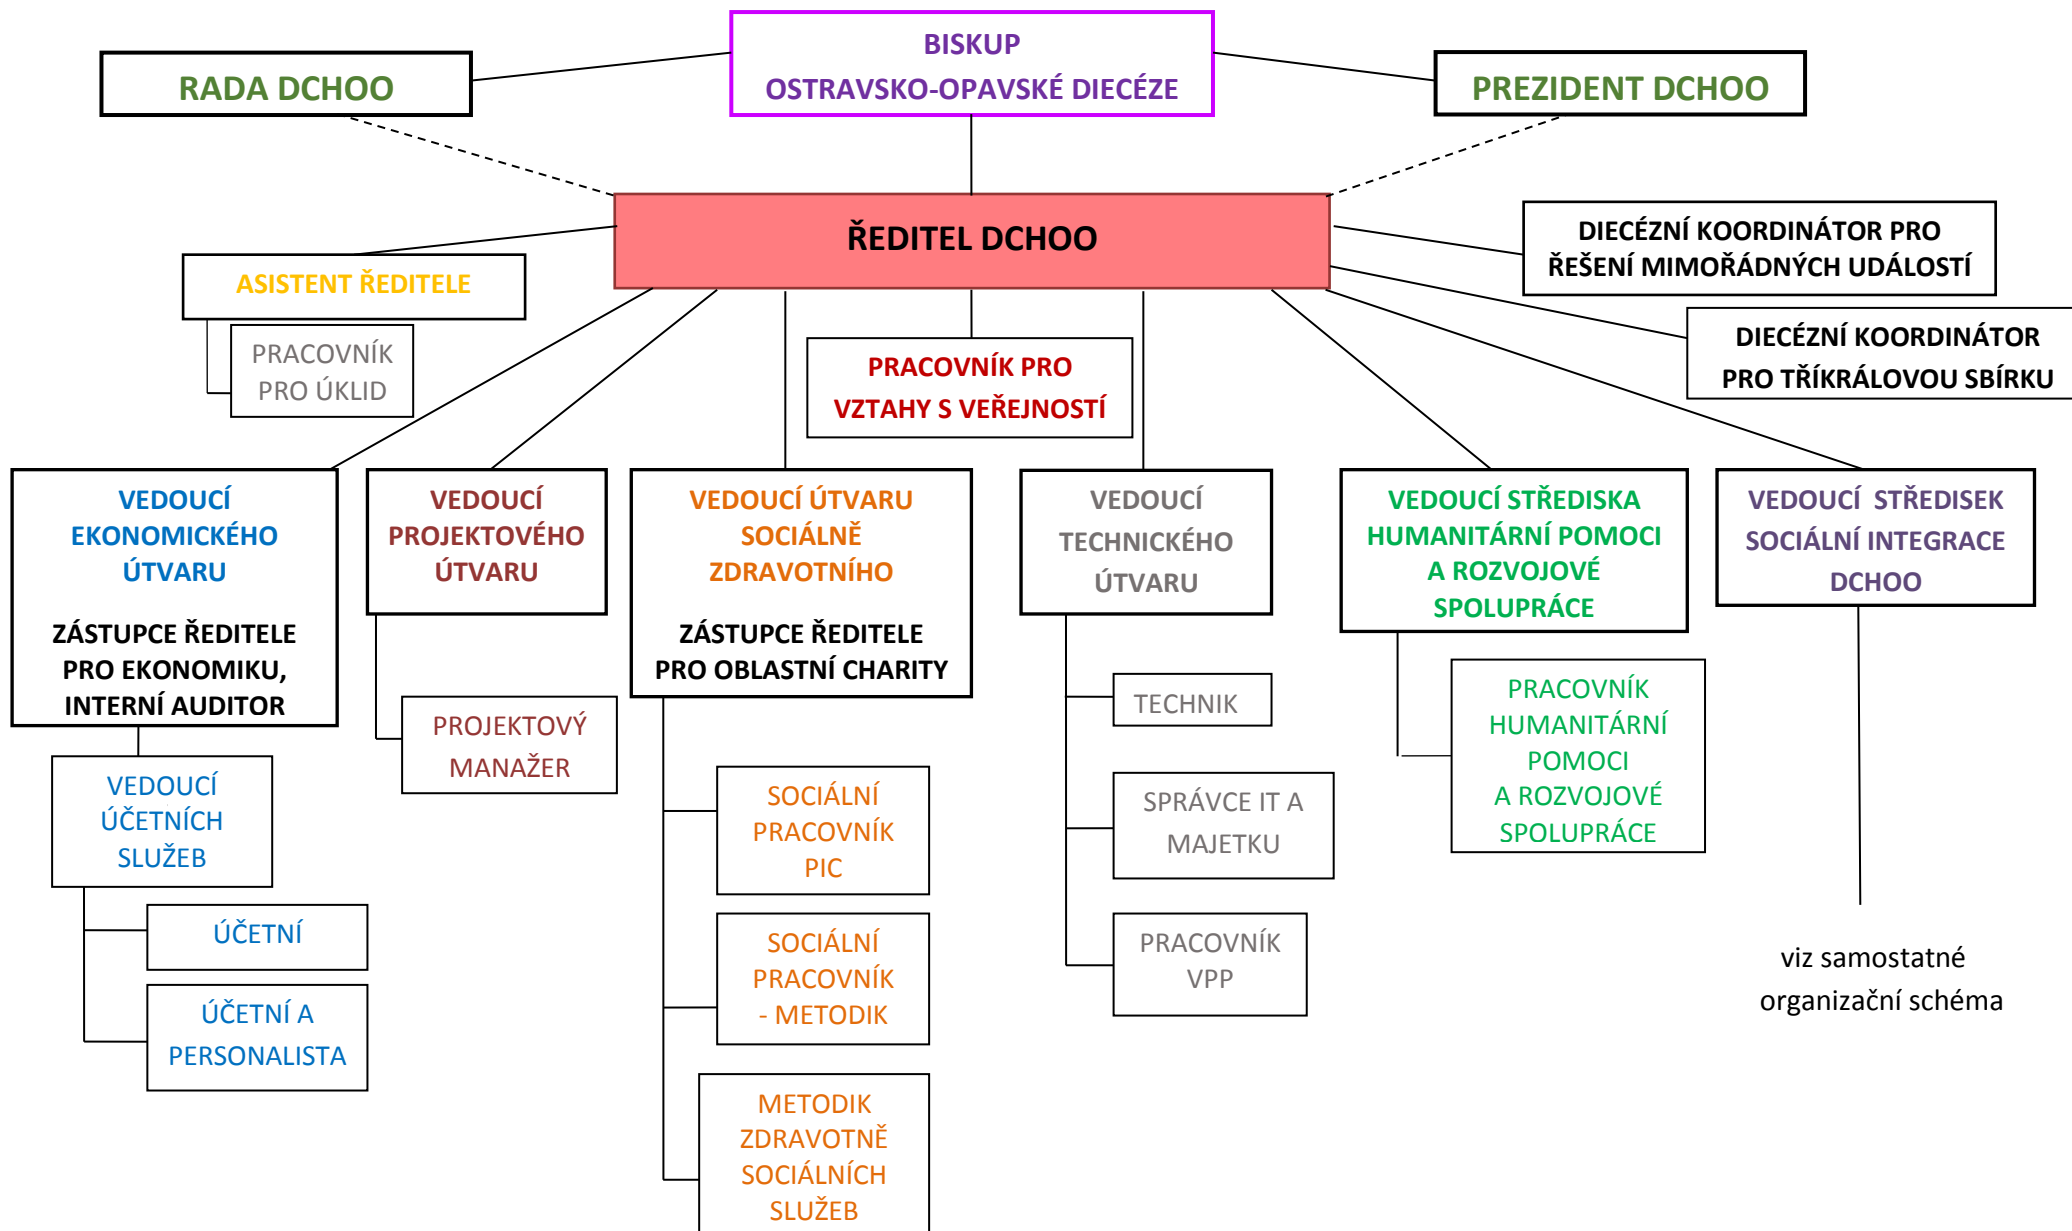 BISKUP
OSTRAVSKO-OPAVSKÉ DIECÉZE
RADA DCHOO
PREZIDENT DCHOO
ŘEDITEL DCHOO
DIECÉZNÍ KOORDINÁTOR PRO
ŘEŠENÍ MIMOŘÁDNÝCH UDÁLOSTÍ
ASISTENT ŘEDITELE
PRACOVNÍK
PRO ÚKLID
PRACOVNÍK PRO
VZTAHY S VEŘEJNOSTÍ
DIECÉZNÍ KOORDINÁTOR
PRO TŘÍKRÁLOVOU SBÍRKU
VEDOUCÍ
EKONOMICKÉHO
ÚTVARU
ZÁSTUPCE ŘEDITELE
PRO EKONOMIKU,
INTERNÍ AUDITOR
VEDOUCÍ
PROJEKTOVÉHO
ÚTVARU
VEDOUCÍ ÚTVARU
SOCIÁLNĚ
ZDRAVOTNÍHO
ZÁSTUPCE ŘEDITELE
PRO OBLASTNÍ CHARITY
VEDOUCÍ
TECHNICKÉHO
ÚTVARU
VEDOUCÍ STŘEDISKA
HUMANITÁRNÍ POMOCI
A ROZVOJOVÉ
SPOLUPRÁCE
VEDOUCÍ STŘEDISEK
SOCIÁLNÍ INTEGRACE
DCHOO
VEDOUCÍ
ÚČETNÍCH
SLUŽEB
ÚČETNÍ
ÚČETNÍ A
PERSONALISTA
PROJEKTOVÝ
MANAŽER
SOCIÁLNÍ
PRACOVNÍK
PIC
SOCIÁLNÍ
PRACOVNÍK
- METODIK
METODIK
ZDRAVOTNĚ
SOCIÁLNÍCH
SLUŽEB
TECHNIK
SPRÁVCE IT A
MAJETKU
PRACOVNÍK
VPP
PRACOVNÍK
HUMANITÁRNÍ
POMOCI
A ROZVOJOVÉ
SPOLUPRÁCE
viz samostatné
organizační schéma